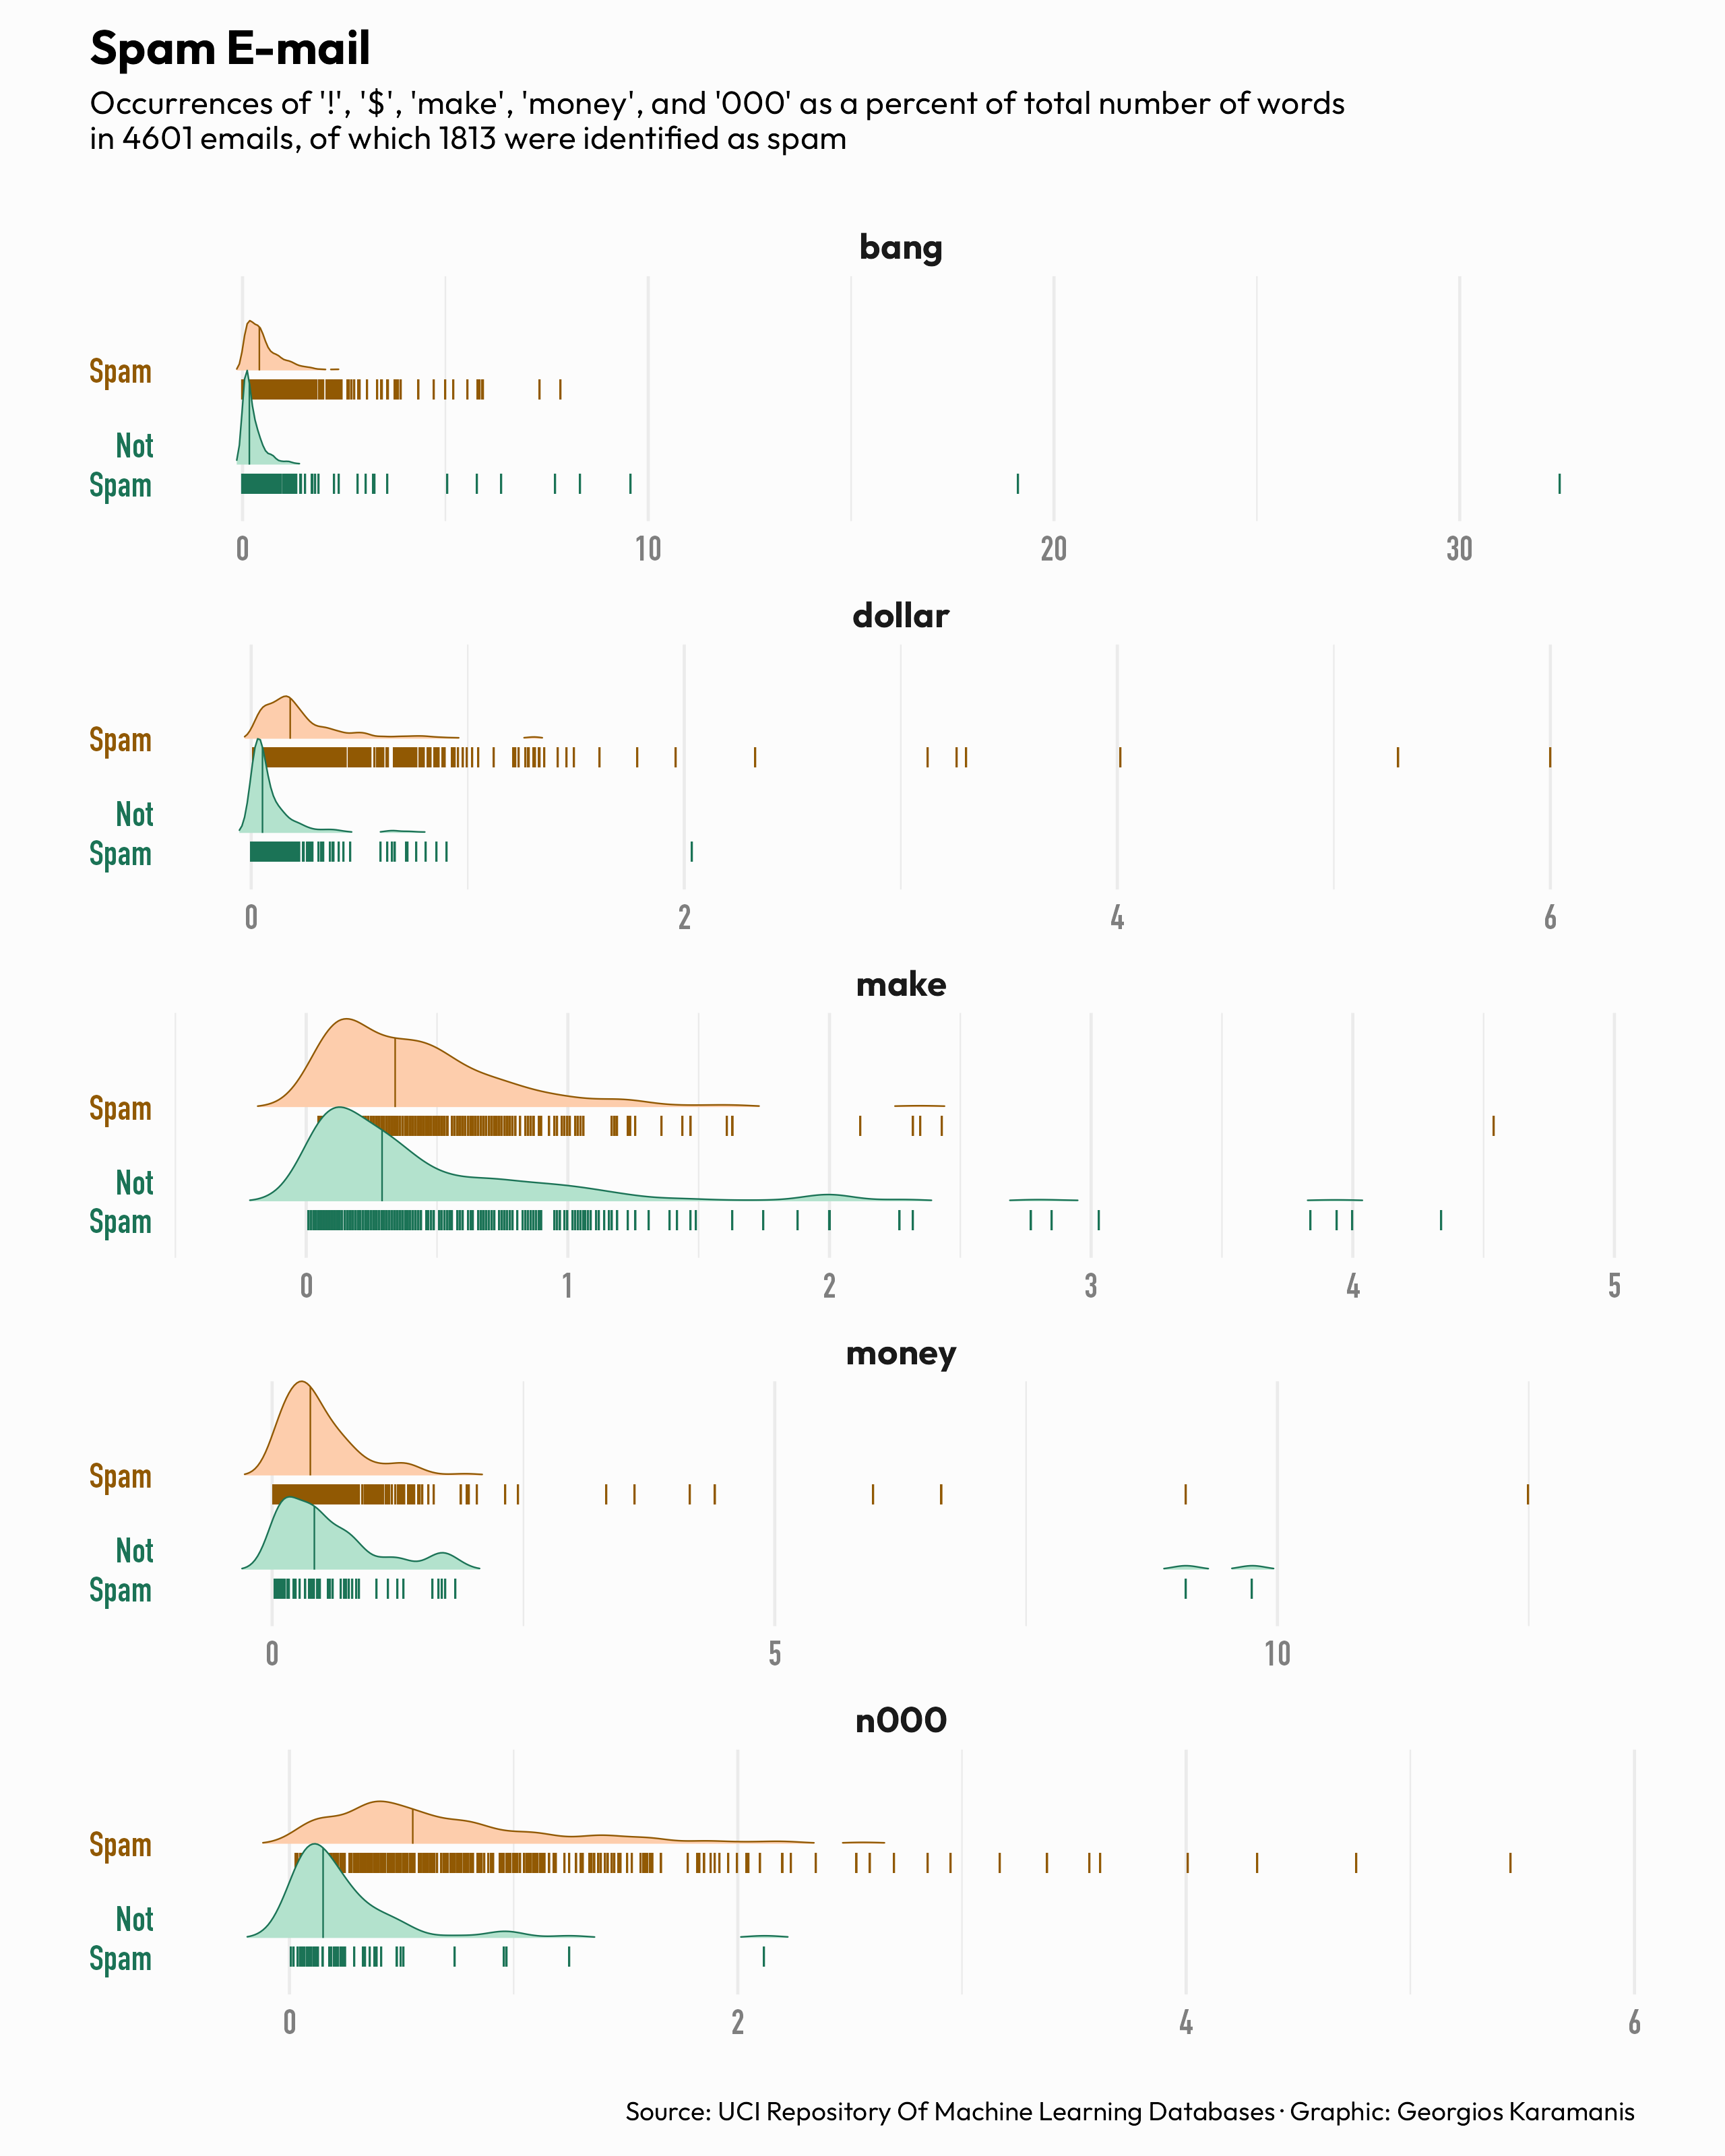 Spam E-mail
Occurrences of '!', '$', 'make', 'money', and '000' as a percent of total number of words
in 4601 emails, of which 1813 were identified as spam
bang
Spam
Not
Spam
0 10 20 30
dollar
Spam
Not
Spam
0 2 4 6
make
Spam
Not
Spam
0 1 2 3 4 5
money
Spam
Not
Spam
0 5 10
n000
Spam
Not
Spam
0 2 4 6
Source: UCI Repository Of Machine Learning Databases · Graphic: Georgios Karamanis